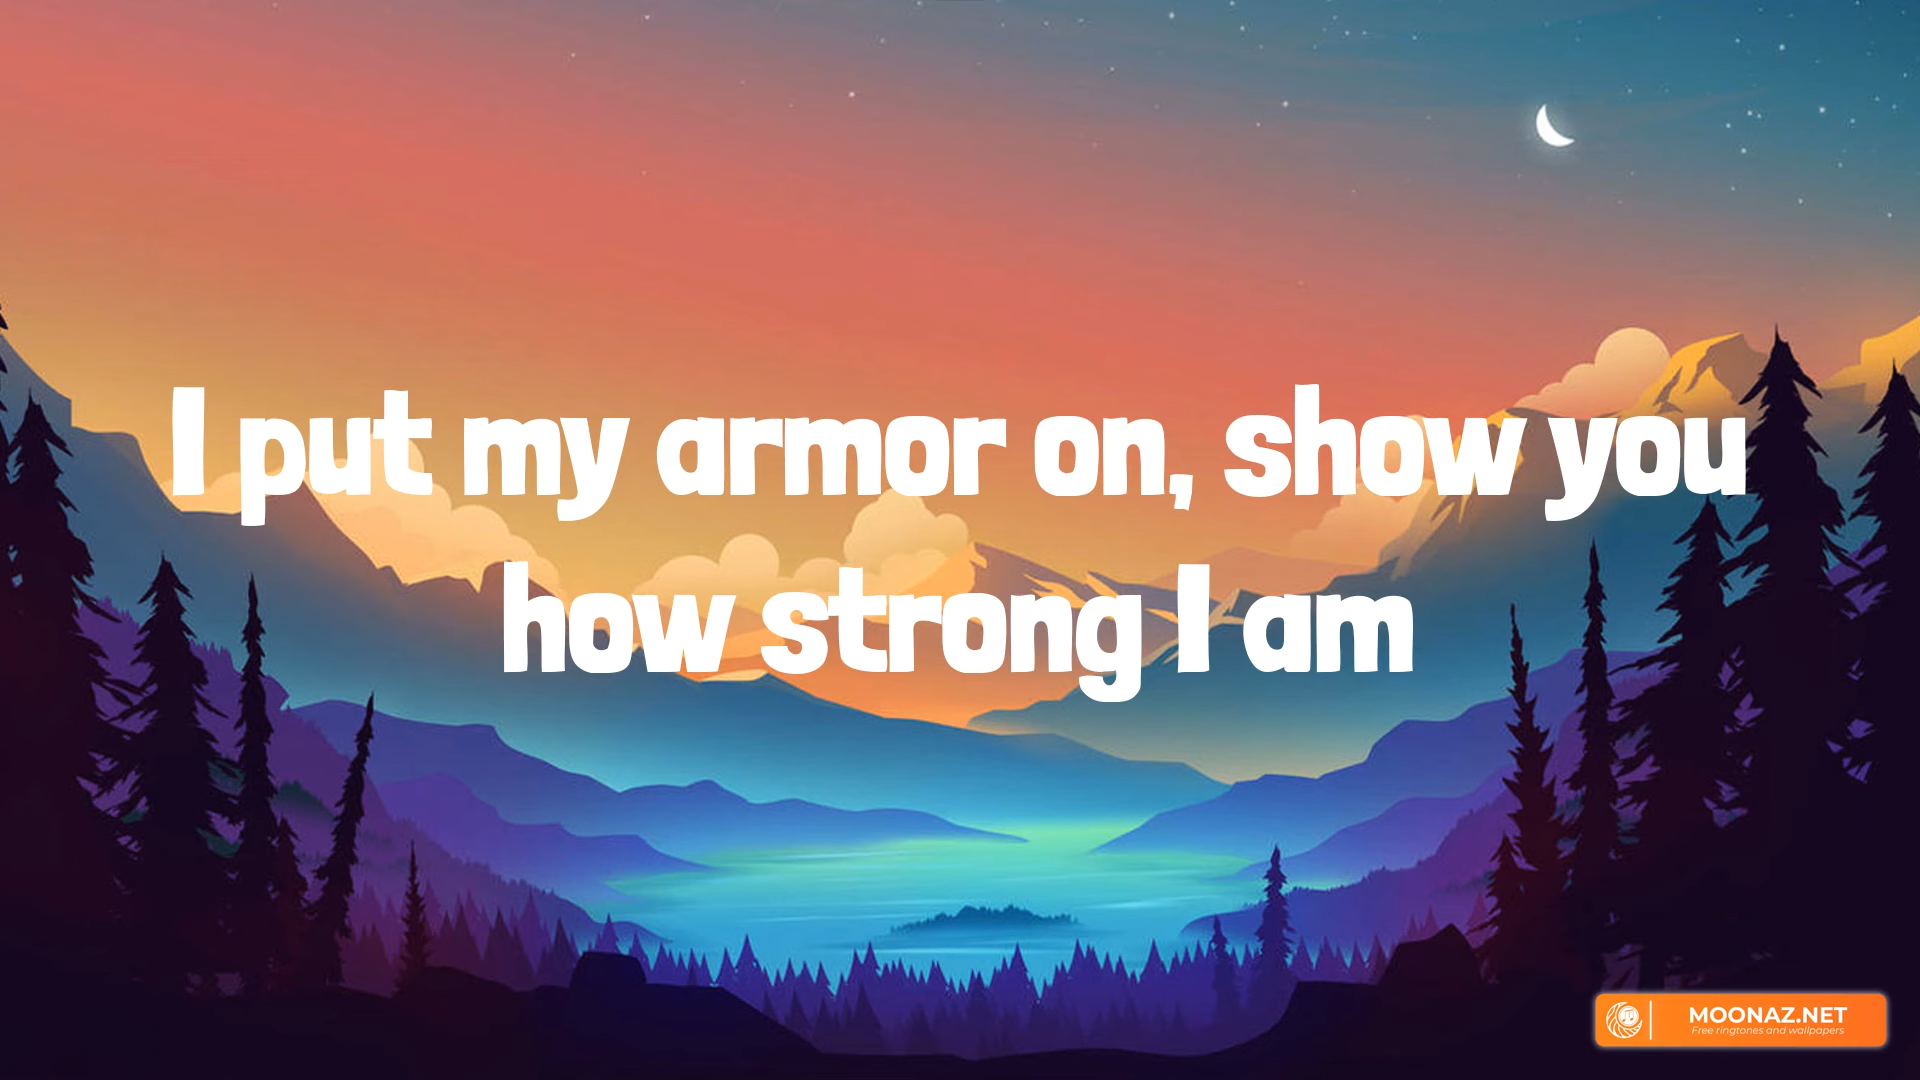 I put my armor on, show you
how strong I am
MOONAZ.NET
Free ringtones and wallpapers